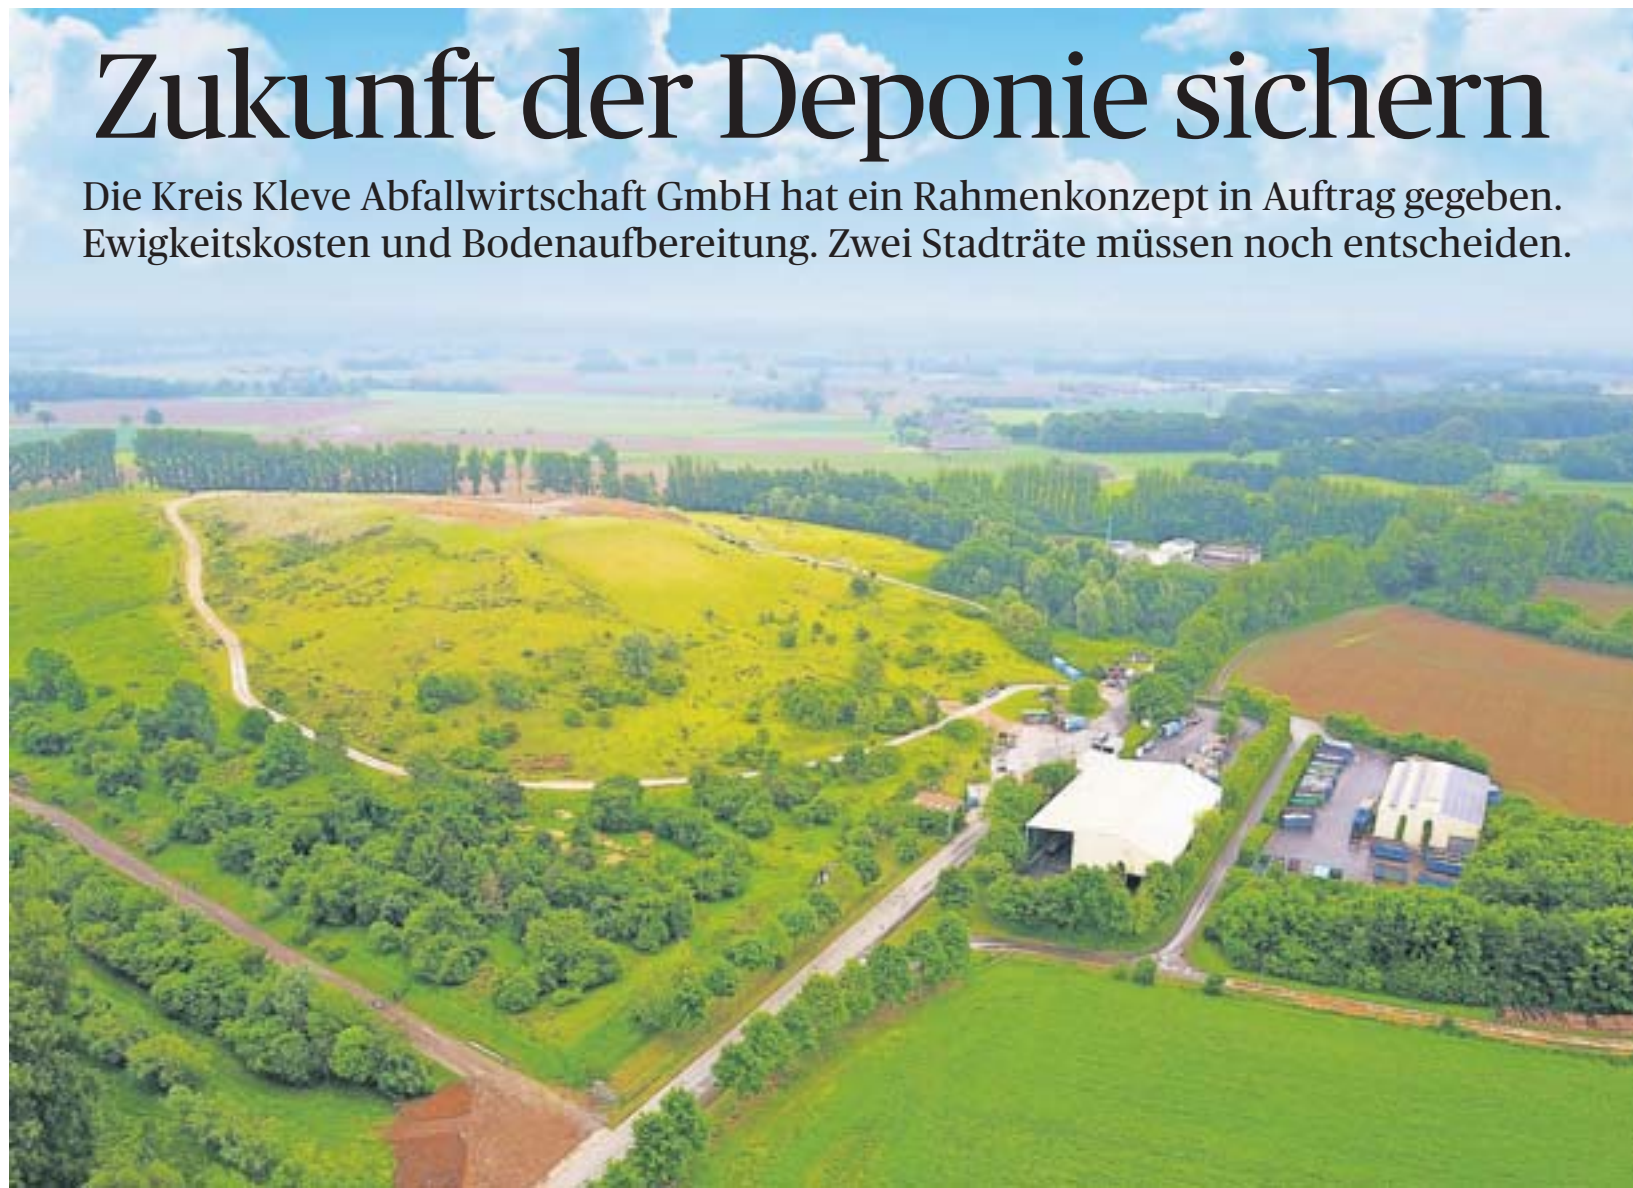 Zukunft der Deponie sichern
Die Kreis Kleve Abfallwirtschaft GmbH hat ein Rahmenkonzept in Auftrag gegeben.
Ewigkeitskosten und Bodenaufbereitung. Zwei Stadträte müssen noch entscheiden.